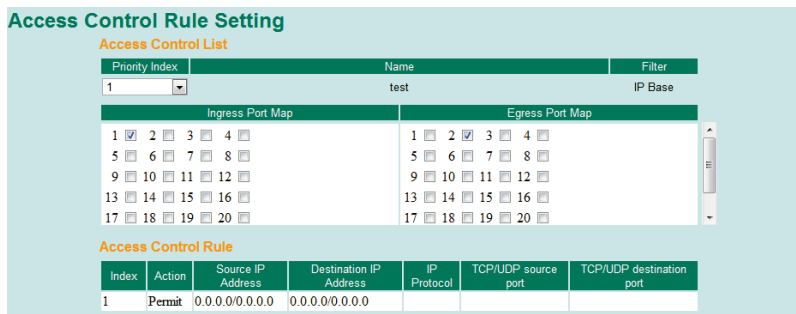 Access Control Rule Setting
Access Control List
Priority Index Name Filter
1 test IP Base
Ingress Port Map Egress Port Map
1 2 3 4 1 2 3 4
5 6 7 8 5 6 7 8
9 10 11 12 9 10 11 12
13 14 15 16 13 14 15 16
17 18 19 20 17 18 19 20
Access Control Rule
Index Action Source IP Address Destination IP Address IP Protocol TCP/UDP source port TCP/UDP destination port
1 Permit 0.0.0.0/0.0.0.0 0.0.0.0/0.0.0.0